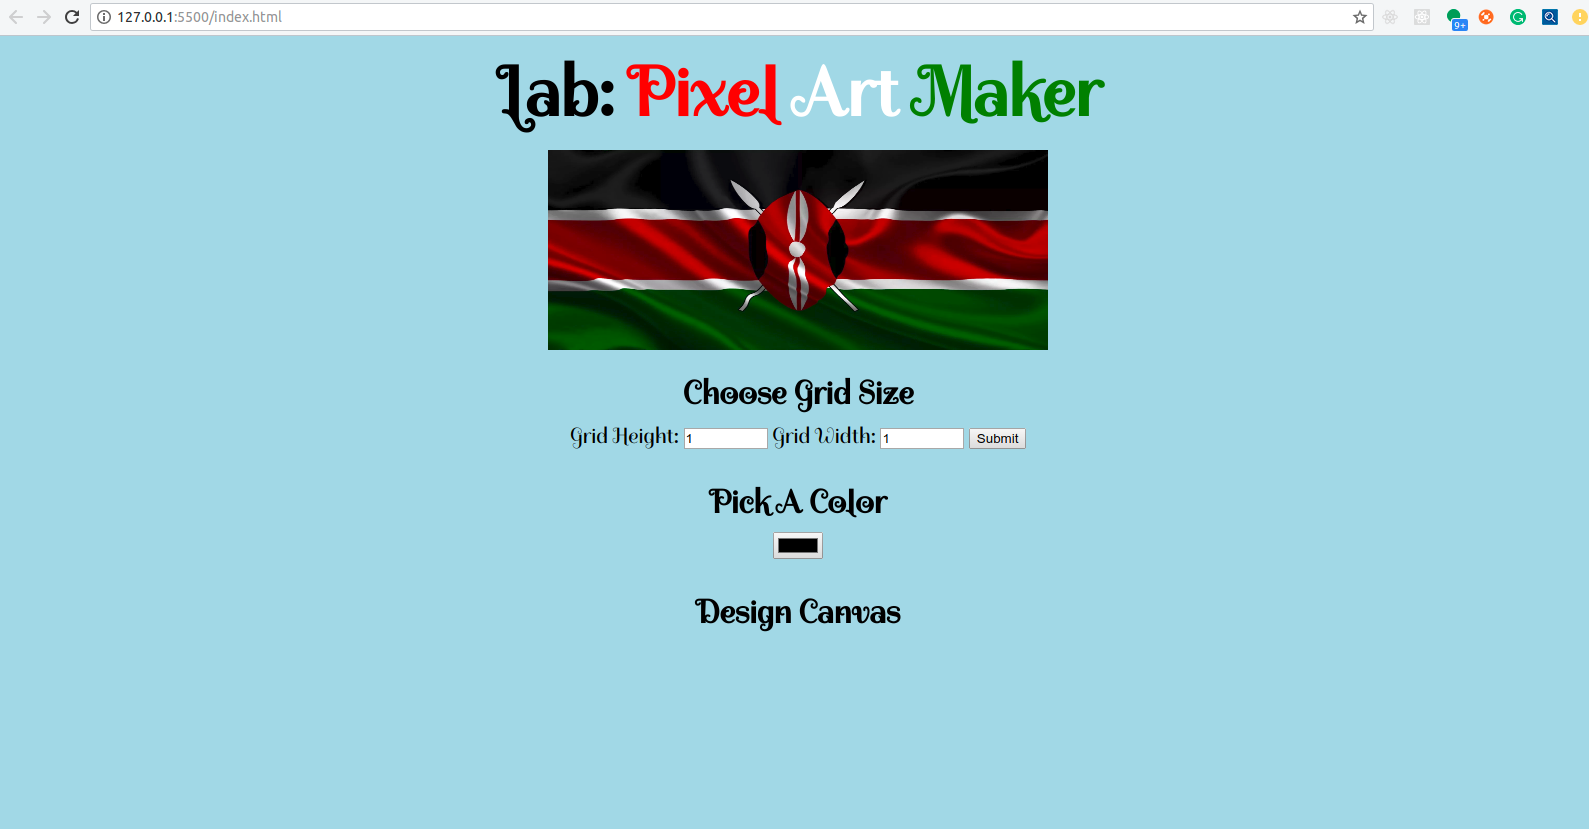 127.0.0.1:5500/index.html
9+
Lab: Pixel Art Maker
Choose Grid Size
Grid Height: 1 Grid Width: 1 Submit
Pick A Color
Design Canvas